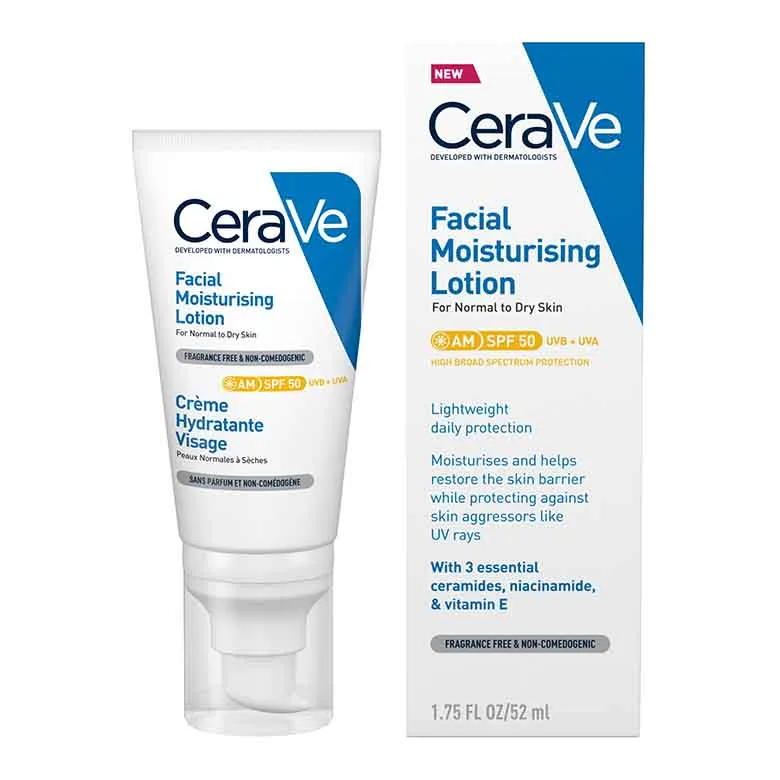 CeraVe
DEVELOPED WITH DERMATOLOGISTS
Facial
Moisturising
Lotion
For Normal to Dry Skin
FRAGRANCE FREE & NON-COMEDOGENIC
AM SPF 50 UVB + UVA
Crème
Hydratante
Visage
Peaux Normales à Sèches
SANS PARFUM ET NON-COMÉDOGÈNE
NEW
CeraVe
DEVELOPED WITH DERMATOLOGISTS
Facial
Moisturising
Lotion
For Normal to Dry Skin
AM SPF 50 UVB + UVA
HIGH BROAD SPECTRUM PROTECTION
Lightweight
daily protection
Moisturises and helps
restore the skin barrier
while protecting against
skin aggressors like
UV rays
With 3 essential
ceramides, niacinamide,
& vitamin E
FRAGRANCE FREE & NON-COMEDOGENIC
1.75 FL OZ/52 ml